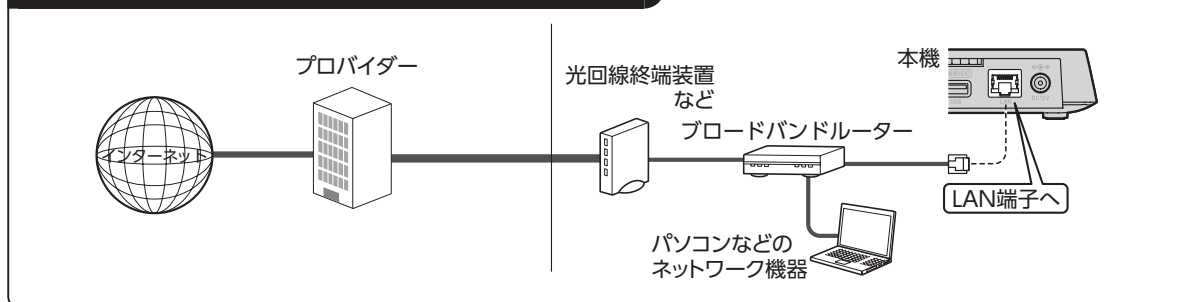 プロバイダー
光回線終端装置
など
ブロードバンドルーター
本機
インターネット
LAN
DC12V
LAN端子へ
パソコンなどの
ネットワーク機器